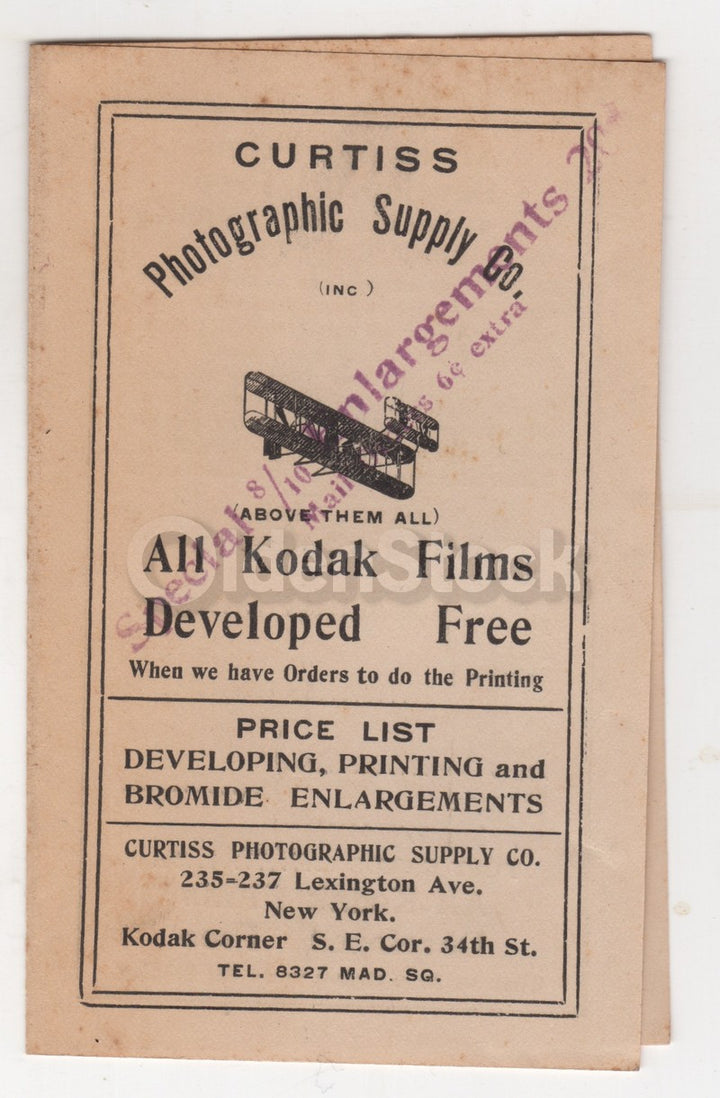 CURTISS
Photographic Supply Co.
(INC)
(ABOVE THEM ALL)
All Kodak Films
Developed Free
When we have Orders to do the Printing
PRICE LIST
DEVELOPING, PRINTING and
BROMIDE ENLARGEMENTS
CURTISS PHOTOGRAPHIC SUPPLY CO.
235=237 Lexington Ave.
New York.
Kodak Corner S. E. Cor. 34th St.
TEL. 8327 MAD. SQ.
Special 8/10 Enlargements
Mail 6¢ extra
OldenStock